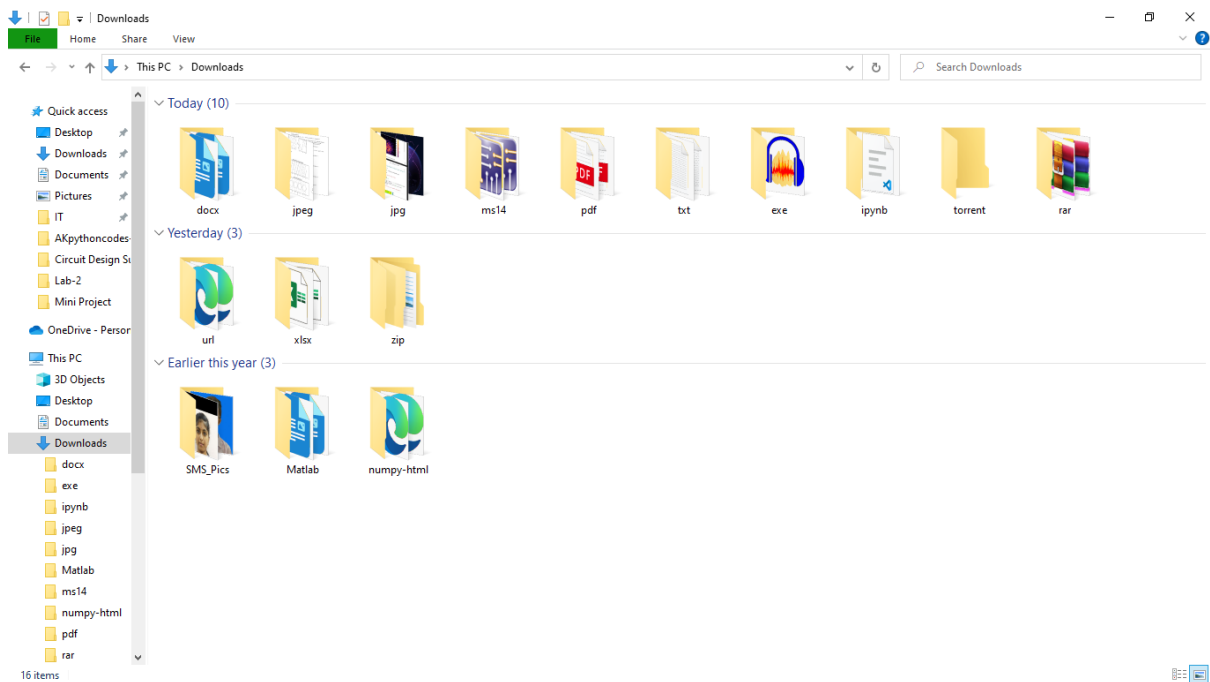 Downloads
File Home Share View
This PC > Downloads
Search Downloads
Quick access
Desktop
Downloads
Documents
Pictures
IT
AKpythoncodes-
Circuit Design Su
Lab-2
Mini Project
OneDrive - Person
This PC
3D Objects
Desktop
Documents
Downloads
docx
exe
ipynb
jpeg
jpg
Matlab
ms14
numpy-html
pdf
rar
Today (10)
docx jpeg jpg ms14 pdf txt exe ipynb torrent rar
Yesterday (3)
url xlsx zip
Earlier this year (3)
SMS_Pics Matlab numpy-html
16 items